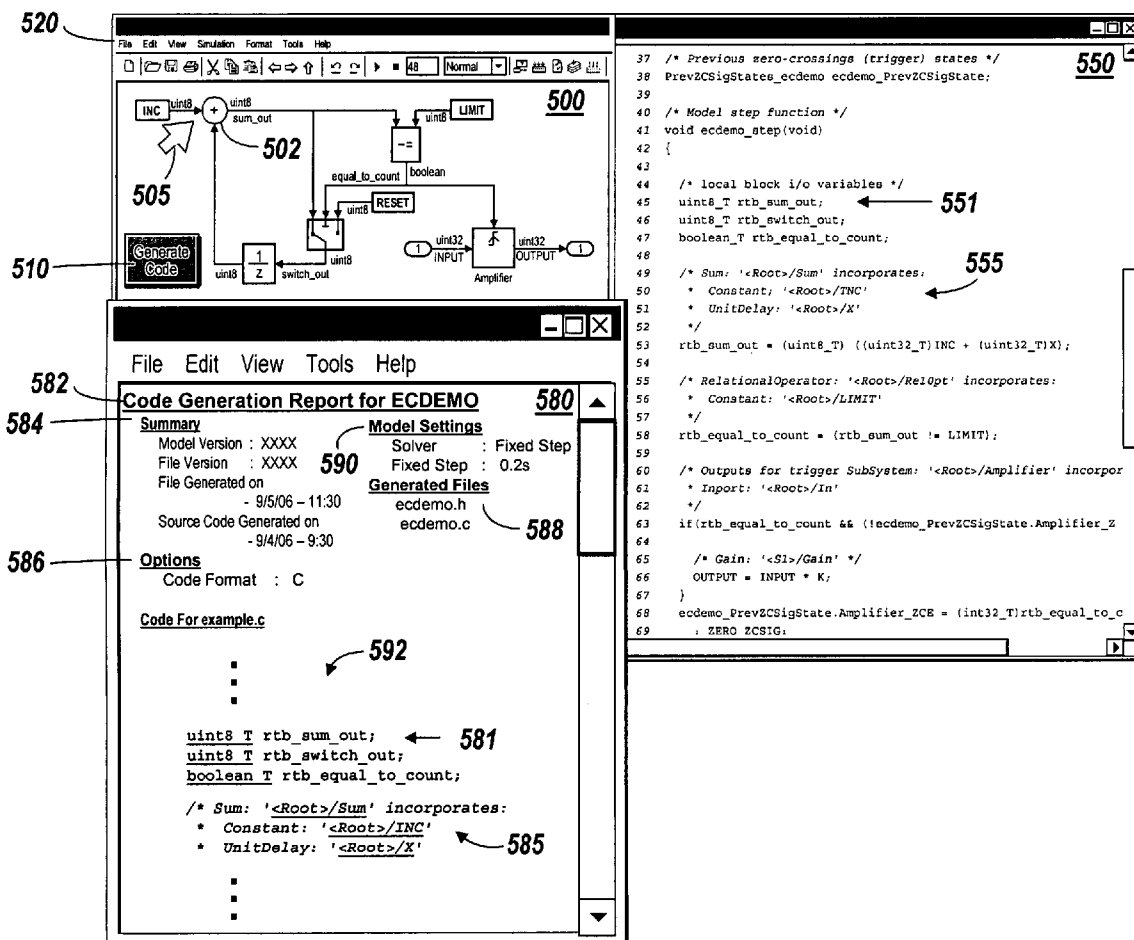 520
File Edit View Simulation Format Tools Help
48 Normal
500
INC uint8 + uint8
sum_out
502
505
uint8 LIMIT
-=
equal_to_count boolean
uint8 RESET
510
Generate
Code
uint8 1/Z switch_out uint8
1 uint32 INPUT uint32 OUTPUT 1
Amplifier
550
37 /* Previous zero-crossings (trigger) states */
38 PrevZCSigStates_ecdemo ecdemo_PrevZCSigState;
39
40 /* Model step function */
41 void ecdemo_step(void)
42 {
43
44 /* local block i/o variables */
45 uint8_T rtb_sum_out; 551
46 uint8_T rtb_switch_out;
47 boolean_T rtb_equal_to_count;
48
49 /* Sum: '<Root>/Sum' incorporates: 555
50 * Constant; '<Root>/TNC'
51 * UnitDelay: '<Root>/X'
52 */
53 rtb_sum_out = (uint8_T) ((uint32_T)INC + (uint32_T)X);
54
55 /* RelationalOperator: '<Root>/RelOpt' incorporates:
56 * Constant: '<Root>/LIMIT'
57 */
58 rtb_equal_to_count = (rtb_sum_out != LIMIT);
59
60 /* Outputs for trigger SubSystem: '<Root>/Amplifier' incorpor
61 * Inport: '<Root>/In'
62 */
63 if(rtb_equal_to_count && (!ecdemo_PrevZCSigState.Amplifier_Z
64
65 /* Gain: '<S1>/Gain' */
66 OUTPUT = INPUT * K;
67 }
68 ecdemo_PrevZCSigState.Amplifier_ZCE = (int32_T)rtb_equal_to_c
69 : ZERO ZCSIG:
File Edit View Tools Help
582
Code Generation Report for ECDEMO 580
584
Summary
Model Version : XXXX
File Version : XXXX
File Generated on
- 9/5/06 – 11:30
Source Code Generated on
- 9/4/06 – 9:30
590
Model Settings
Solver : Fixed Step
Fixed Step : 0.2s
Generated Files
ecdemo.h
ecdemo.c
588
586
Options
Code Format : C
Code For example.c
592
uint8 T rtb_sum_out; 581
uint8 T rtb_switch_out;
boolean T rtb_equal_to_count;
/* Sum: '<Root>/Sum' incorporates:
* Constant: '<Root>/INC'
* UnitDelay: '<Root>/X'
585